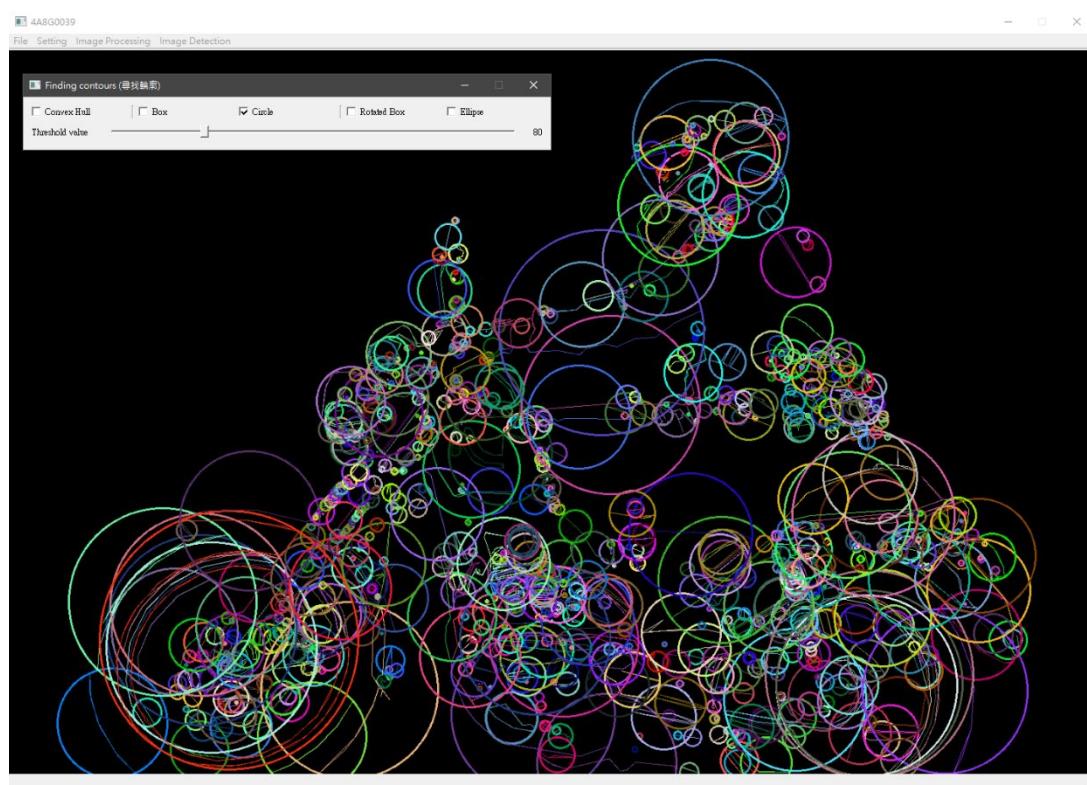 4A8G0039
File Setting Image Processing Image Detection
Finding contours (尋找輪廓)
Convex Hull Box Circle Rotated Box Ellipse
Threshold value 80